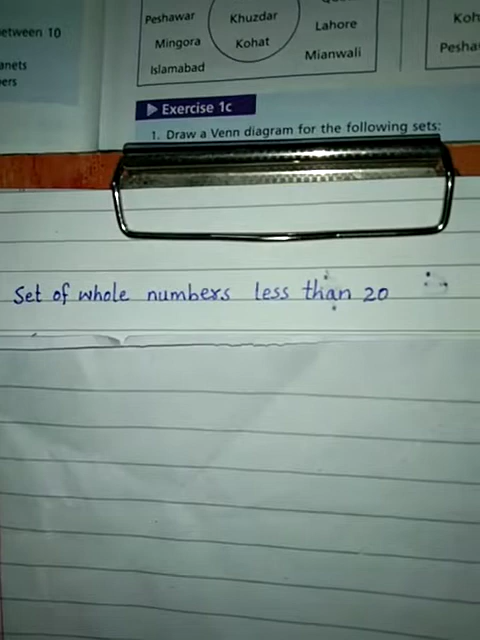 etween 10
anets
ers
Peshawar
Khuzdar
Lahore
Mingora
Kohat
Mianwali
Islamabad
Koh
Pesha
Exercise 1c
1. Draw a Venn diagram for the following sets:
Set of whole numbers less than 20